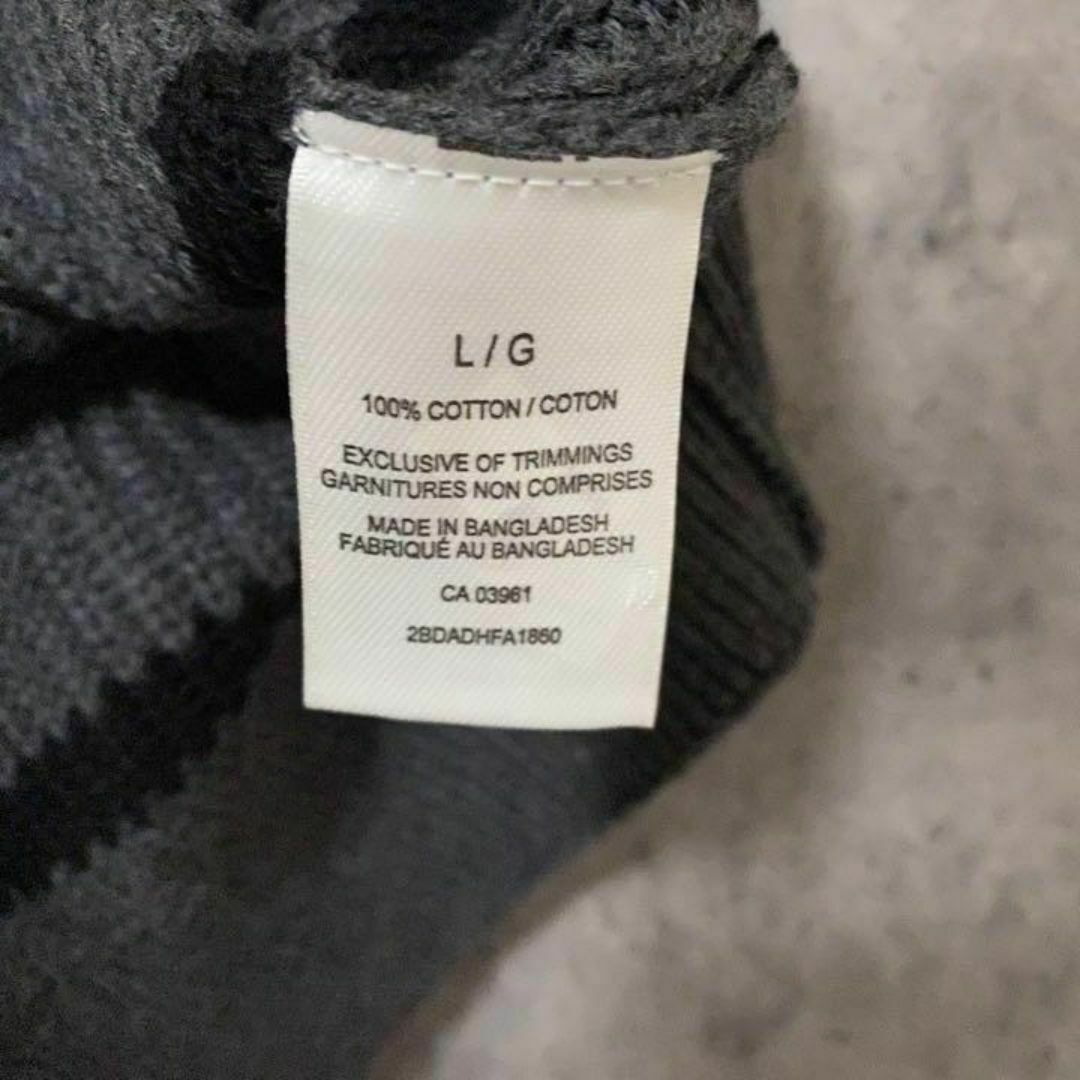 L / G
100% COTTON / COTON
EXCLUSIVE OF TRIMMINGS
GARNITURES NON COMPRISES
MADE IN BANGLADESH
FABRIQUÉ AU BANGLADESH
CA 03961
2BDADHFA1860